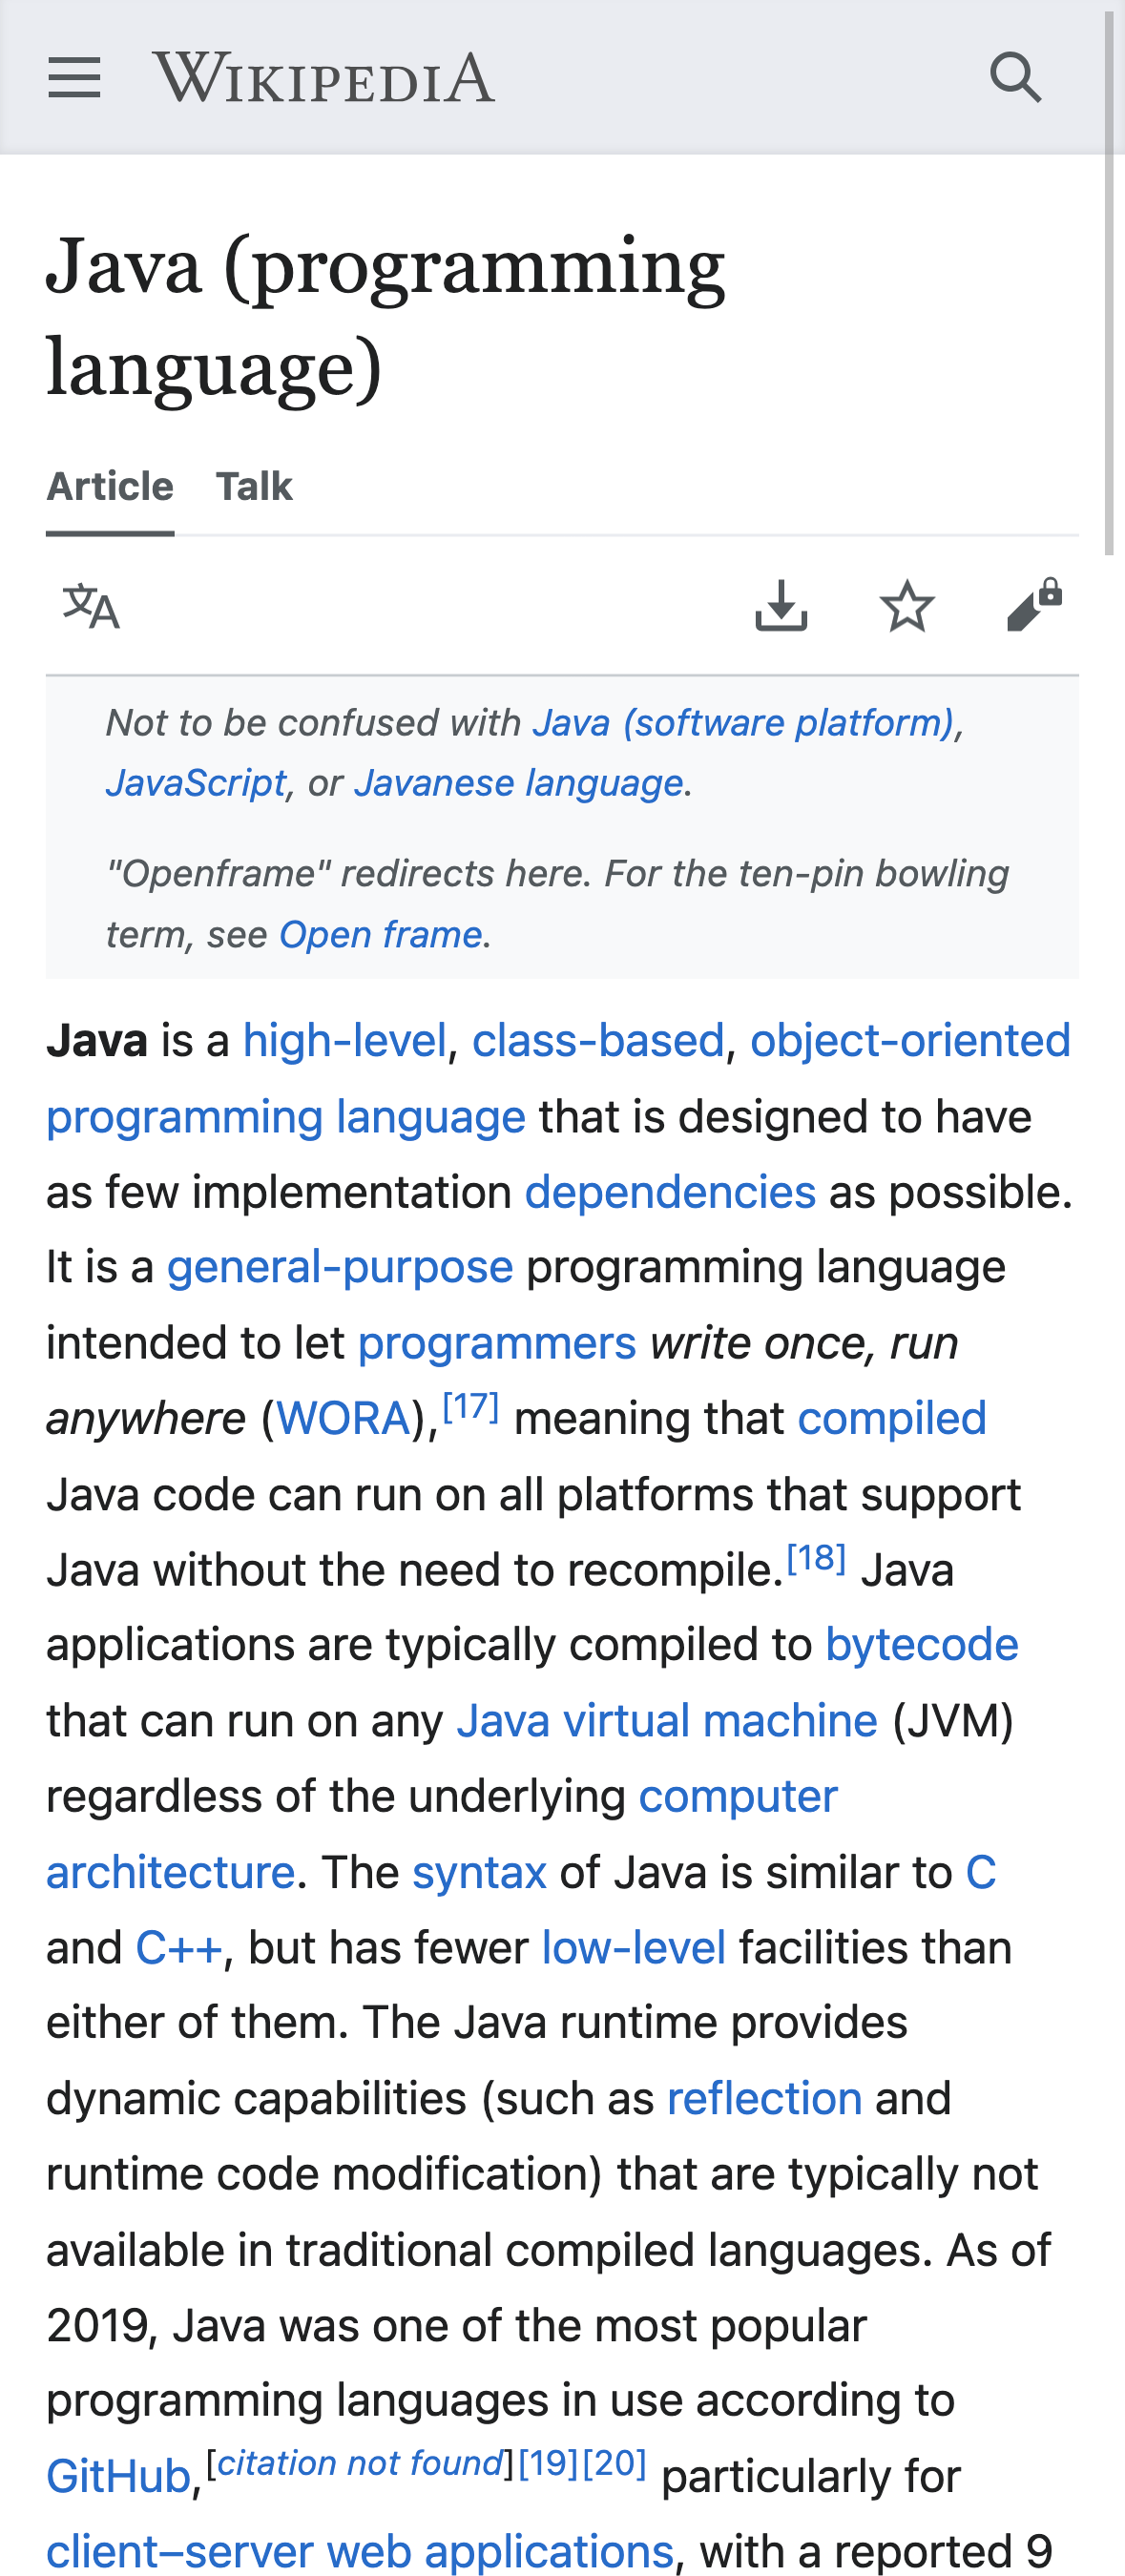 WIKIPEDIA
Java (programming
language)
Article Talk
文A
Not to be confused with Java (software platform),
JavaScript, or Javanese language.
"Openframe" redirects here. For the ten-pin bowling
term, see Open frame.
Java is a high-level, class-based, object-oriented
programming language that is designed to have
as few implementation dependencies as possible.
It is a general-purpose programming language
intended to let programmers write once, run
anywhere (WORA),[17] meaning that compiled
Java code can run on all platforms that support
Java without the need to recompile.[18] Java
applications are typically compiled to bytecode
that can run on any Java virtual machine (JVM)
regardless of the underlying computer
architecture. The syntax of Java is similar to C
and C++, but has fewer low-level facilities than
either of them. The Java runtime provides
dynamic capabilities (such as reflection and
runtime code modification) that are typically not
available in traditional compiled languages. As of
2019, Java was one of the most popular
programming languages in use according to
GitHub,[citation not found][19][20] particularly for
client–server web applications, with a reported 9